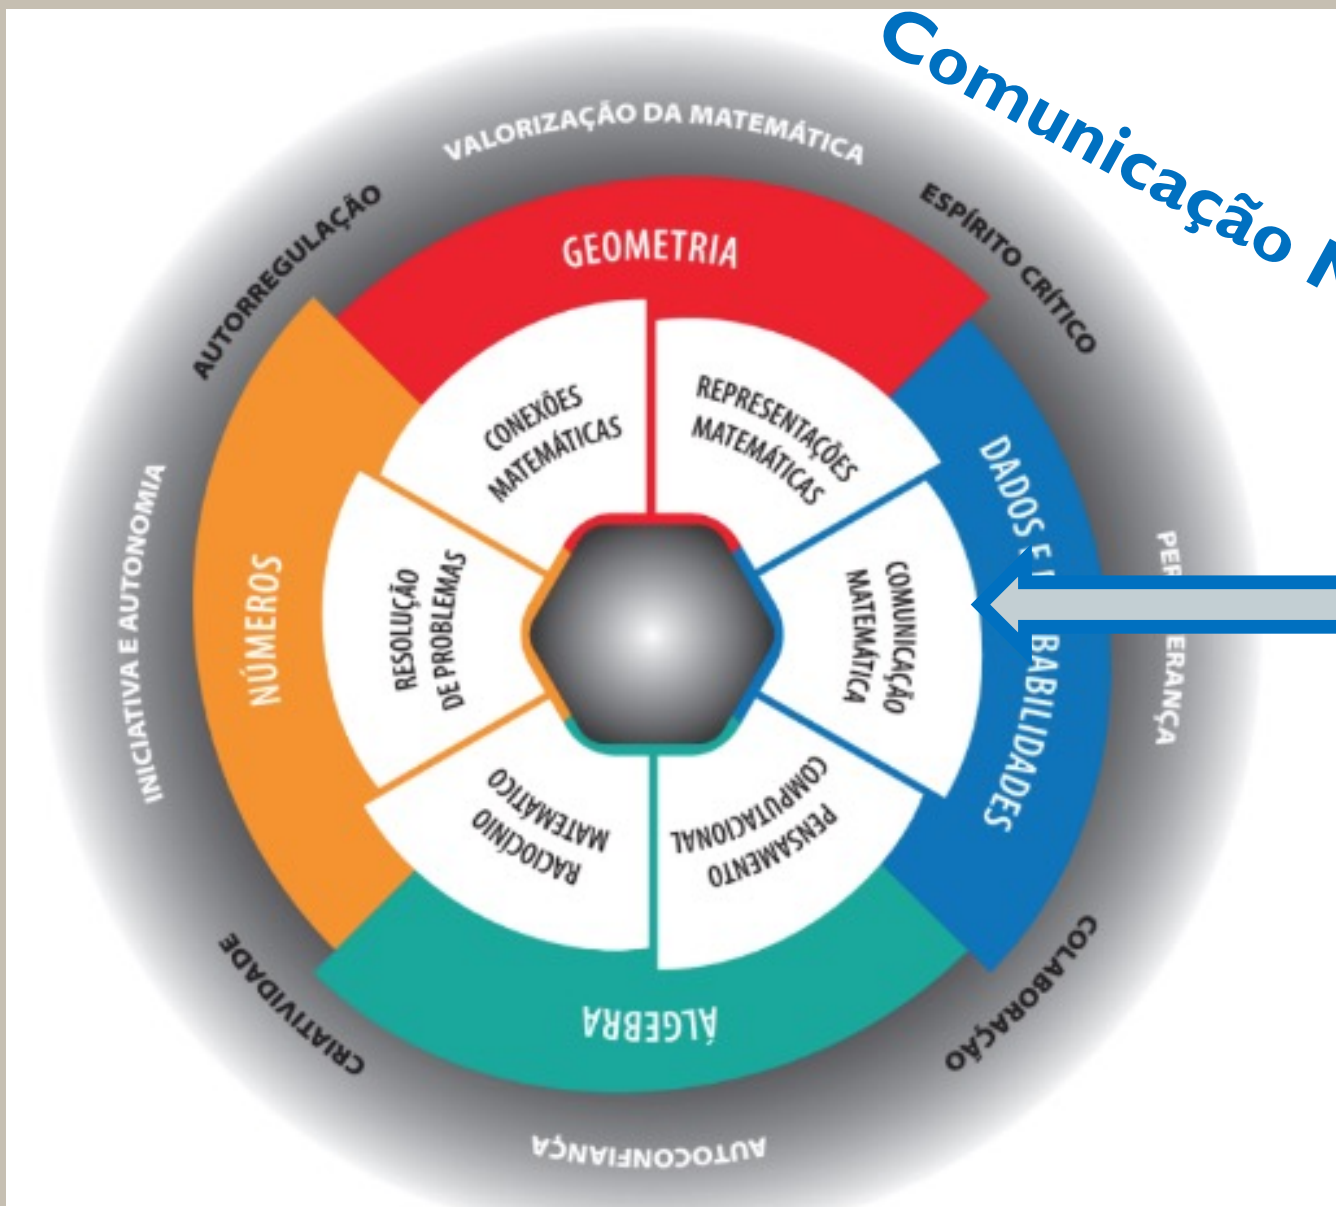 Comunicação
VALORIZAÇÃO DA MATEMÁTICA
ESPÍRITO CRÍTICO
COLABORAÇÃO
AUTOCONFIANÇA
CRIATIVIDADE
INICIATIVA E AUTONOMIA
AUTORREGULAÇÃO
GEOMETRIA
DADOS E
ÁLGEBRA
NÚMEROS
CONEXÕES
MATEMÁTICAS
REPRESENTAÇÕES
MATEMÁTICAS
COMUNICAÇÃO
MATEMÁTICA
PENSAMENTO
COMPUTACIONAL
RACIOCÍNIO
MATEMÁTICO
RESOLUÇÃO
DE PROBLEMAS